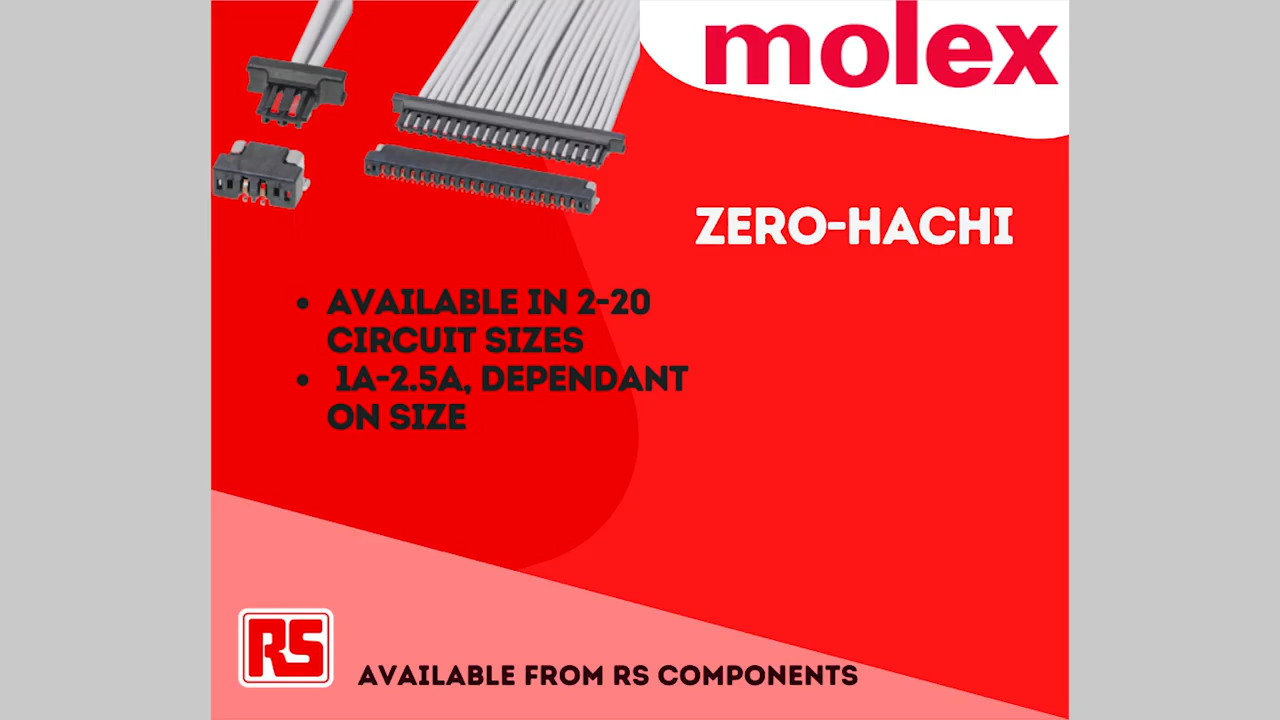 molex
ZERO-HACHI
• AVAILABLE IN 2-20
CIRCUIT SIZES
• 1A-2.5A, DEPENDANT
ON SIZE
RS
AVAILABLE FROM RS COMPONENTS